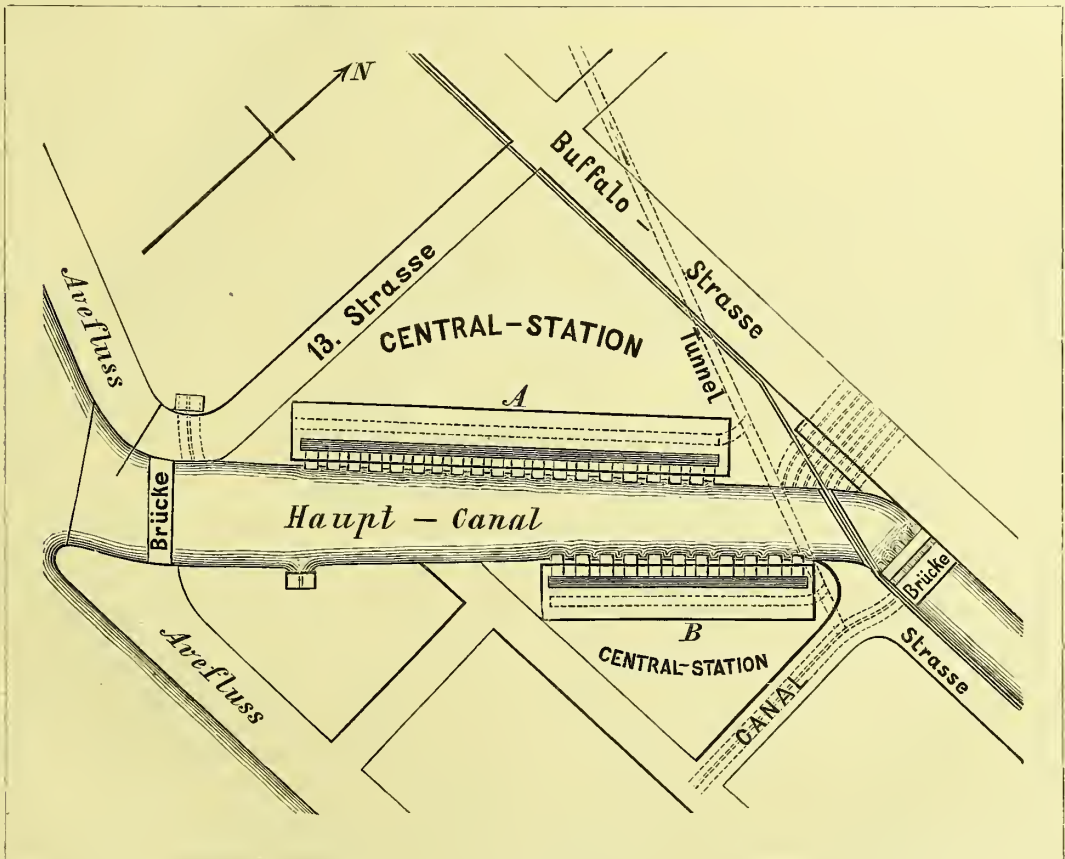 N
Buffalo –
Strasse
Avefluss
13. Strasse
CENTRAL–STATION
Tunnel
A
Brücke
Haupt – Canal
Brücke
B
CENTRAL-STATION
Strasse
Avefluss
CANAL